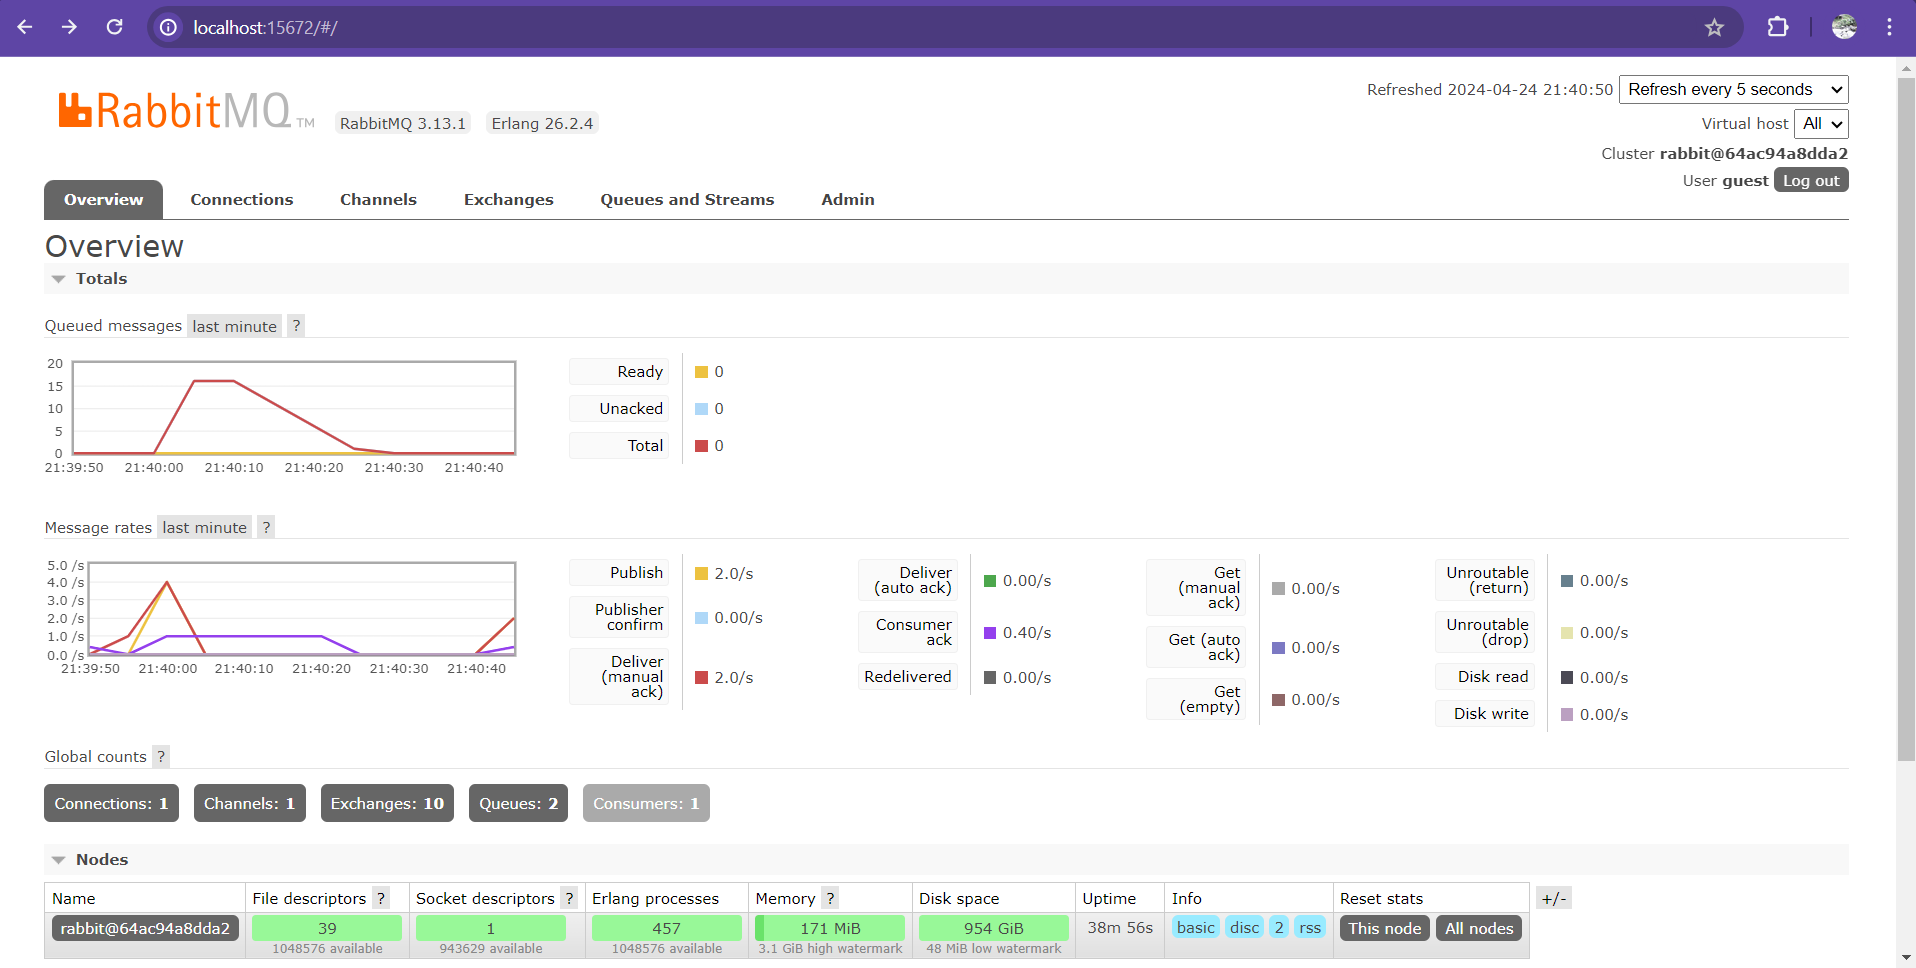 localhost:15672/#/
RabbitMQ TM RabbitMQ 3.13.1 Erlang 26.2.4
Refreshed 2024-04-24 21:40:50 Refresh every 5 seconds
Virtual host All
Cluster rabbit@64ac94a8dda2
User guest Log out
Overview Connections Channels Exchanges Queues and Streams Admin
Overview
Totals
Queued messages last minute ?
20
15
10
5
0
21:39:50 21:40:00 21:40:10 21:40:20 21:40:30 21:40:40
Ready 0
Unacked 0
Total 0
Message rates last minute ?
5.0 /s
4.0 /s
3.0 /s
2.0 /s
1.0 /s
0.0 /s
21:39:50 21:40:00 21:40:10 21:40:20 21:40:30 21:40:40
Publish 2.0/s
Publisher
confirm 0.00/s
Deliver
(manual
ack) 2.0/s
Deliver
(auto ack) 0.00/s
Consumer
ack 0.40/s
Redelivered 0.00/s
Get
(manual
ack) 0.00/s
Get (auto
ack) 0.00/s
Get
(empty) 0.00/s
Unroutable
(return) 0.00/s
Unroutable
(drop) 0.00/s
Disk read 0.00/s
Disk write 0.00/s
Global counts ?
Connections: 1 Channels: 1 Exchanges: 10 Queues: 2 Consumers: 1
Nodes
Name File descriptors ? Socket descriptors ? Erlang processes Memory ? Disk space Uptime Info Reset stats +/-
rabbit@64ac94a8dda2 39 1 457 171 MiB 954 GiB 38m 56s basic disc 2 rss This node All nodes
1048576 available 943629 available 1048576 available 3.1 GiB high watermark 48 MiB low watermark